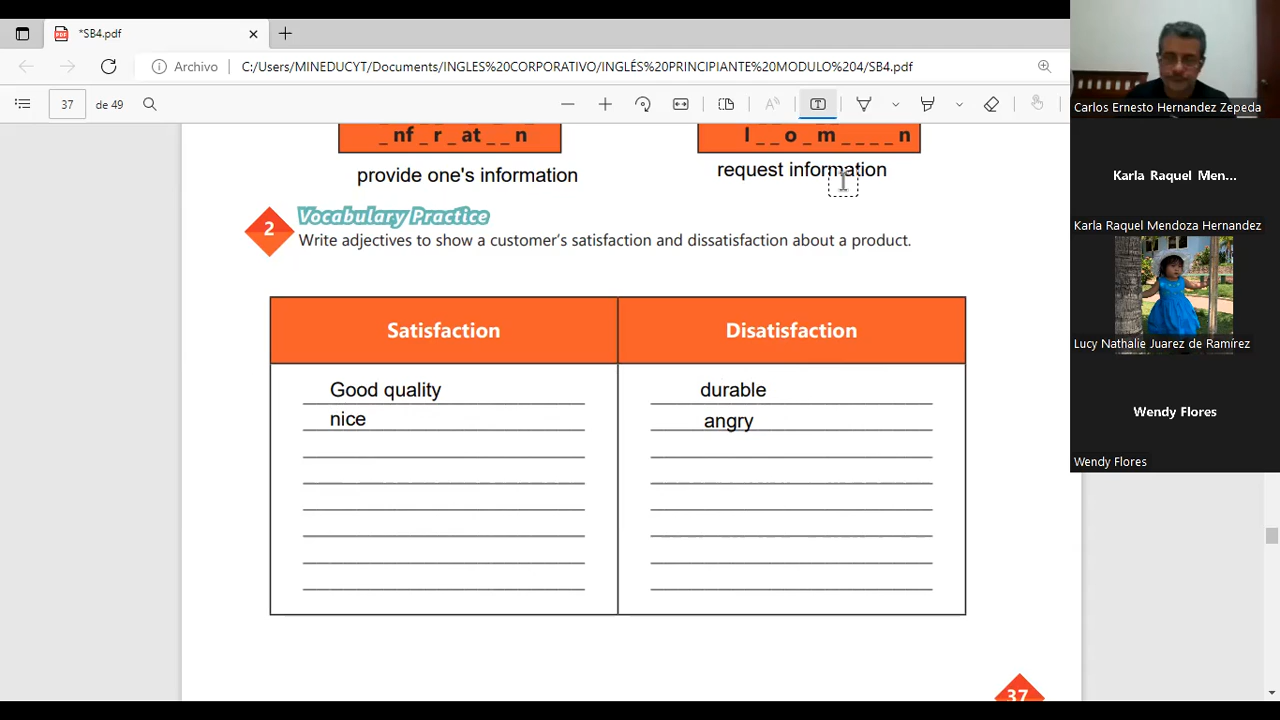 *SB4.pdf
Archivo
C:/Users/MINEDUCYT/Documents/INGLES%20CORPORATIVO/INGLÉS%20PRINCIPIANTE%20MODULO%204/SB4.pdf
37
de 49
_ nf _ r _ at _ _ n
l _ _ o _ m _ _ _ _ n
provide one's information
request information
2
Vocabulary Practice
Write adjectives to show a customer's satisfaction and dissatisfaction about a product.
Satisfaction
Disatisfaction
Good quality
durable
nice
angry
37
Carlos Ernesto Hernandez Zepeda
Karla Raquel Men...
Karla Raquel Mendoza Hernandez
Lucy Nathalie Juarez de Ramírez
Wendy Flores
Wendy Flores